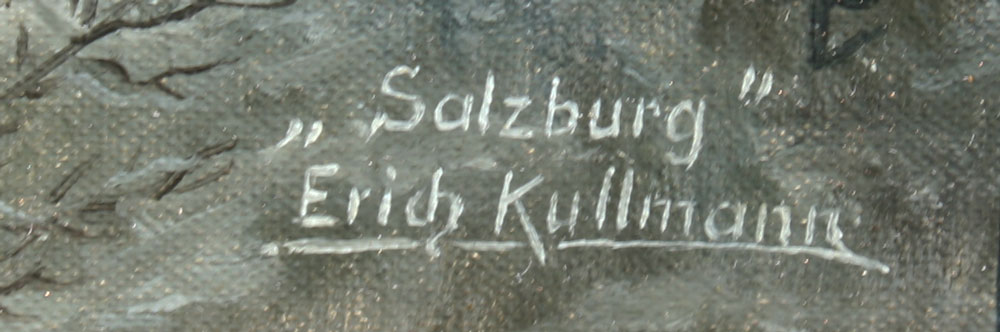 „Salzburg"
Erich Kullmann